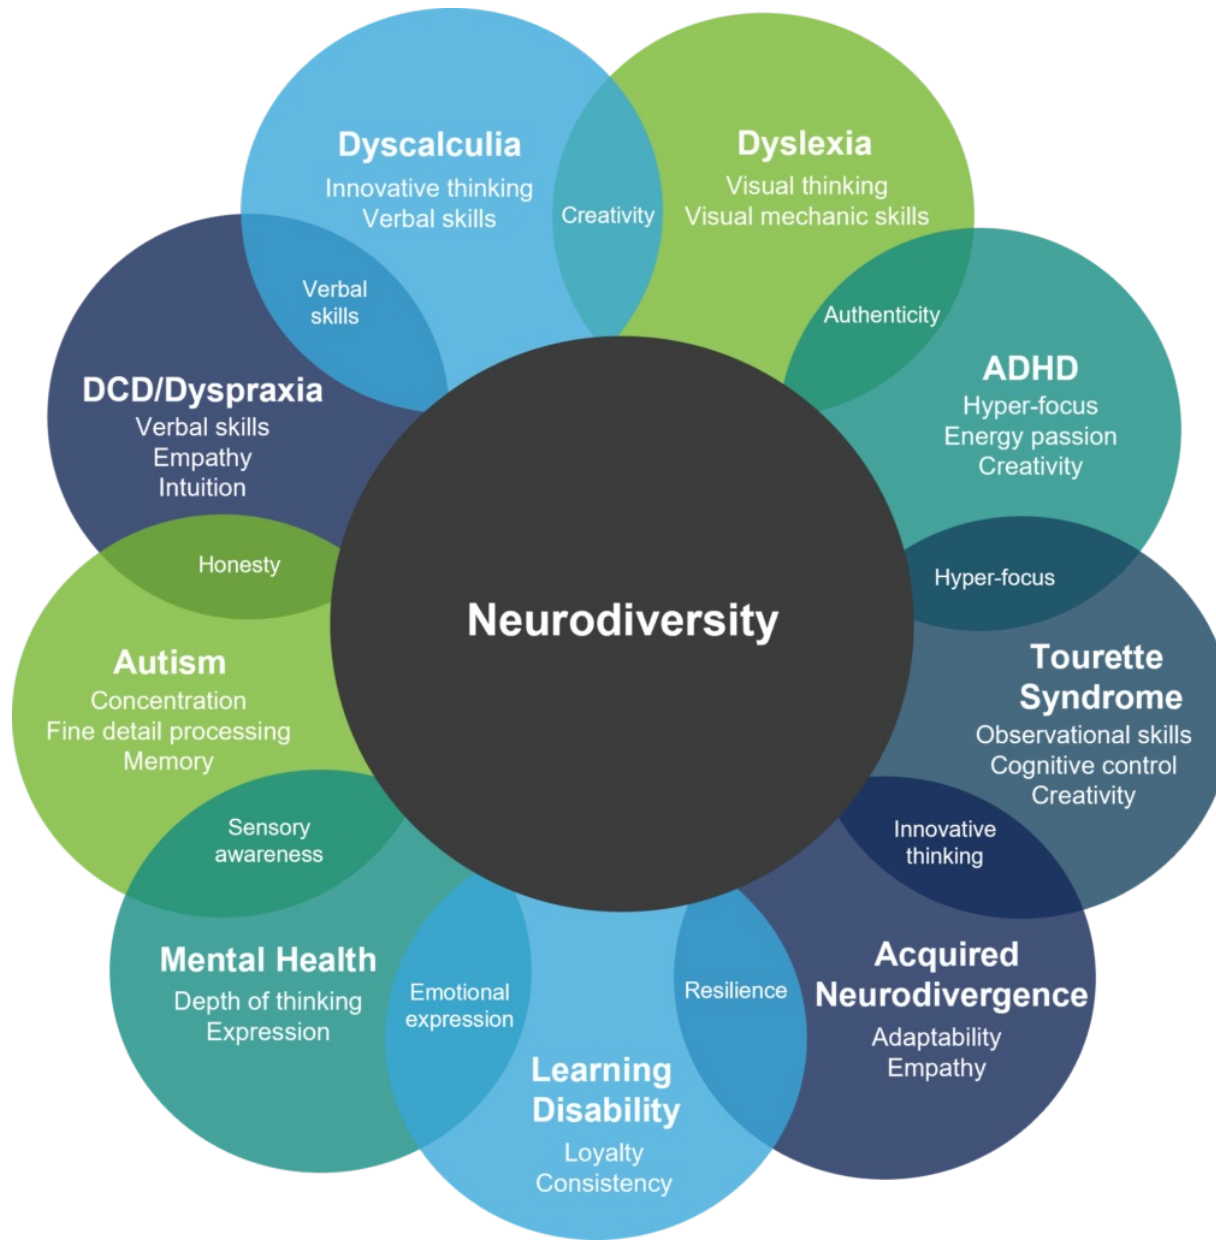 Dyscalculia
Innovative thinking
Verbal skills
Creativity
Dyslexia
Visual thinking
Visual mechanic skills
Authenticity
ADHD
Hyper-focus
Energy passion
Creativity
Hyper-focus
Tourette
Syndrome
Observational skills
Cognitive control
Creativity
Innovative
thinking
Acquired
Neurodivergence
Adaptability
Empathy
Resilience
Learning
Disability
Loyalty
Consistency
Emotional
expression
Mental Health
Depth of thinking
Expression
Sensory
awareness
Autism
Concentration
Fine detail processing
Memory
Honesty
DCD/Dyspraxia
Verbal skills
Empathy
Intuition
Verbal
skills
Neurodiversity